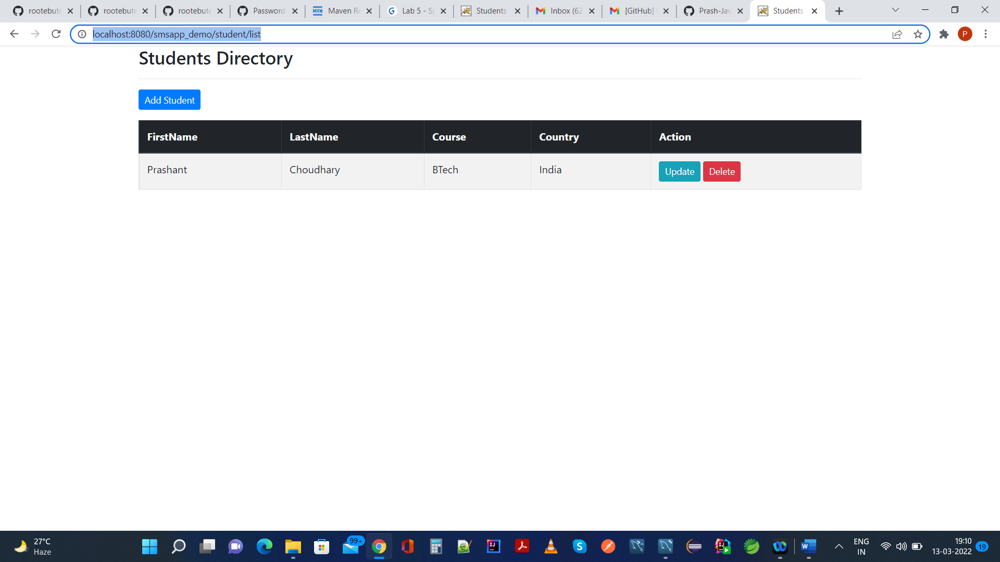 rootebute
rootebute
rootebute
Password
Maven Re
Lab 5 - Sp
Students
Inbox (62
[GitHub]
Prash-Jav
Students
localhost:8080/smsapp_demo/student/list
P
Students Directory
Add Student
FirstName LastName Course Country Action
Prashant Choudhary BTech India Update Delete
27°C
Haze
99+
ENG
IN
19:10
13-03-2022
19